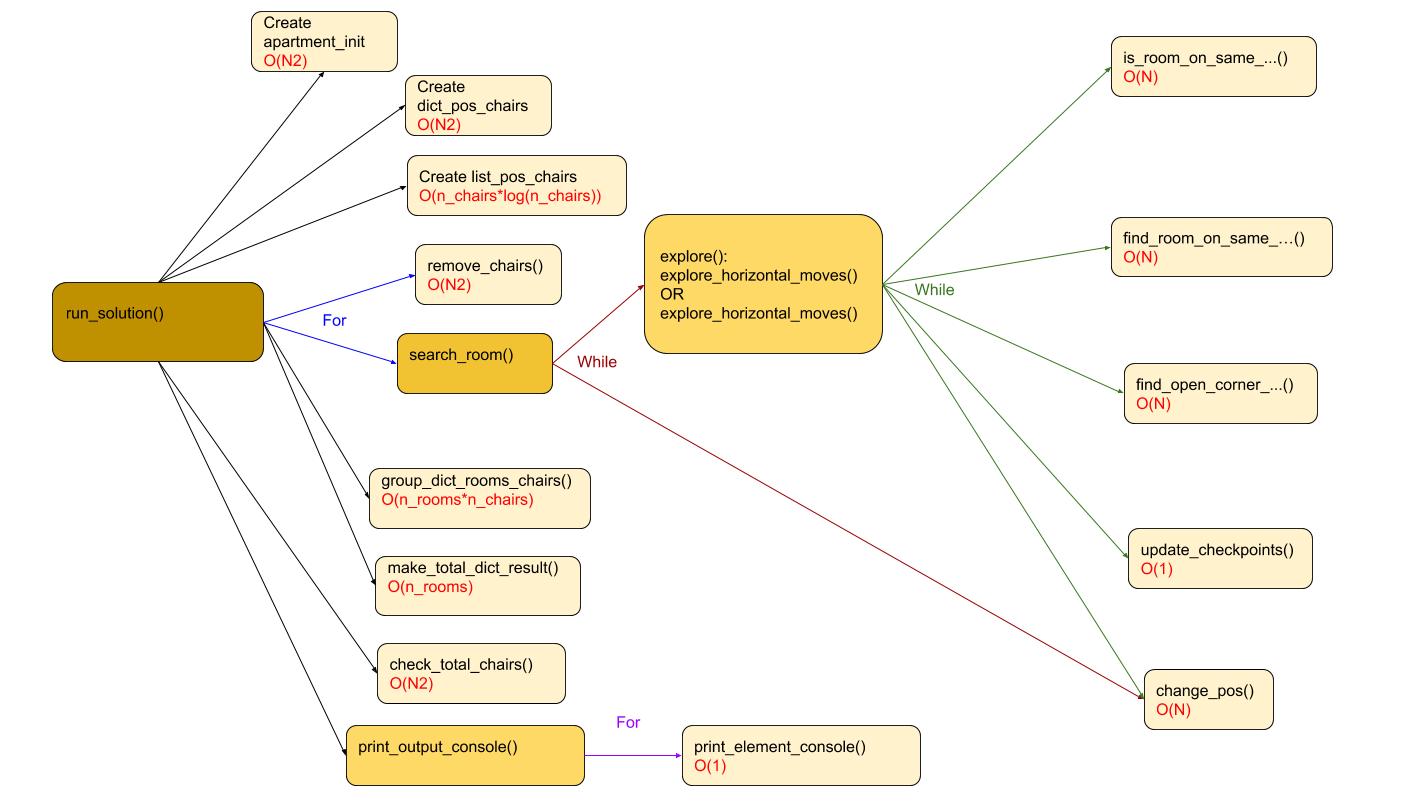 Create
apartment_init
O(N2)
Create
dict_pos_chairs
O(N2)
Create list_pos_chairs
O(n_chairs*log(n_chairs))
remove_chairs()
O(N2)
run_solution()
For
search_room()
While
explore():
explore_horizontal_moves()
OR
explore_horizontal_moves()
While
is_room_on_same_...()
O(N)
find_room_on_same_…()
O(N)
find_open_corner_...()
O(N)
update_checkpoints()
O(1)
change_pos()
O(N)
group_dict_rooms_chairs()
O(n_rooms*n_chairs)
make_total_dict_result()
O(n_rooms)
check_total_chairs()
O(N2)
print_output_console()
For
print_element_console()
O(1)